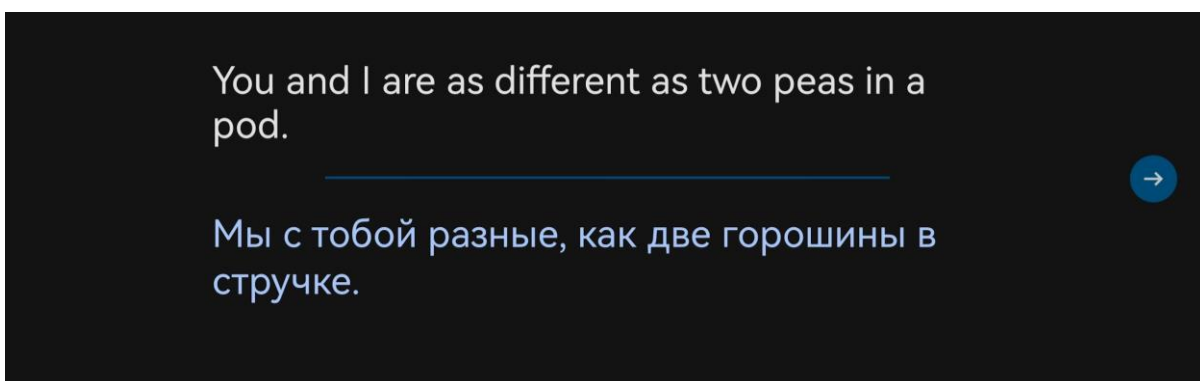 You and I are as different as two peas in a
pod.
Мы с тобой разные, как две горошины в
стручке.